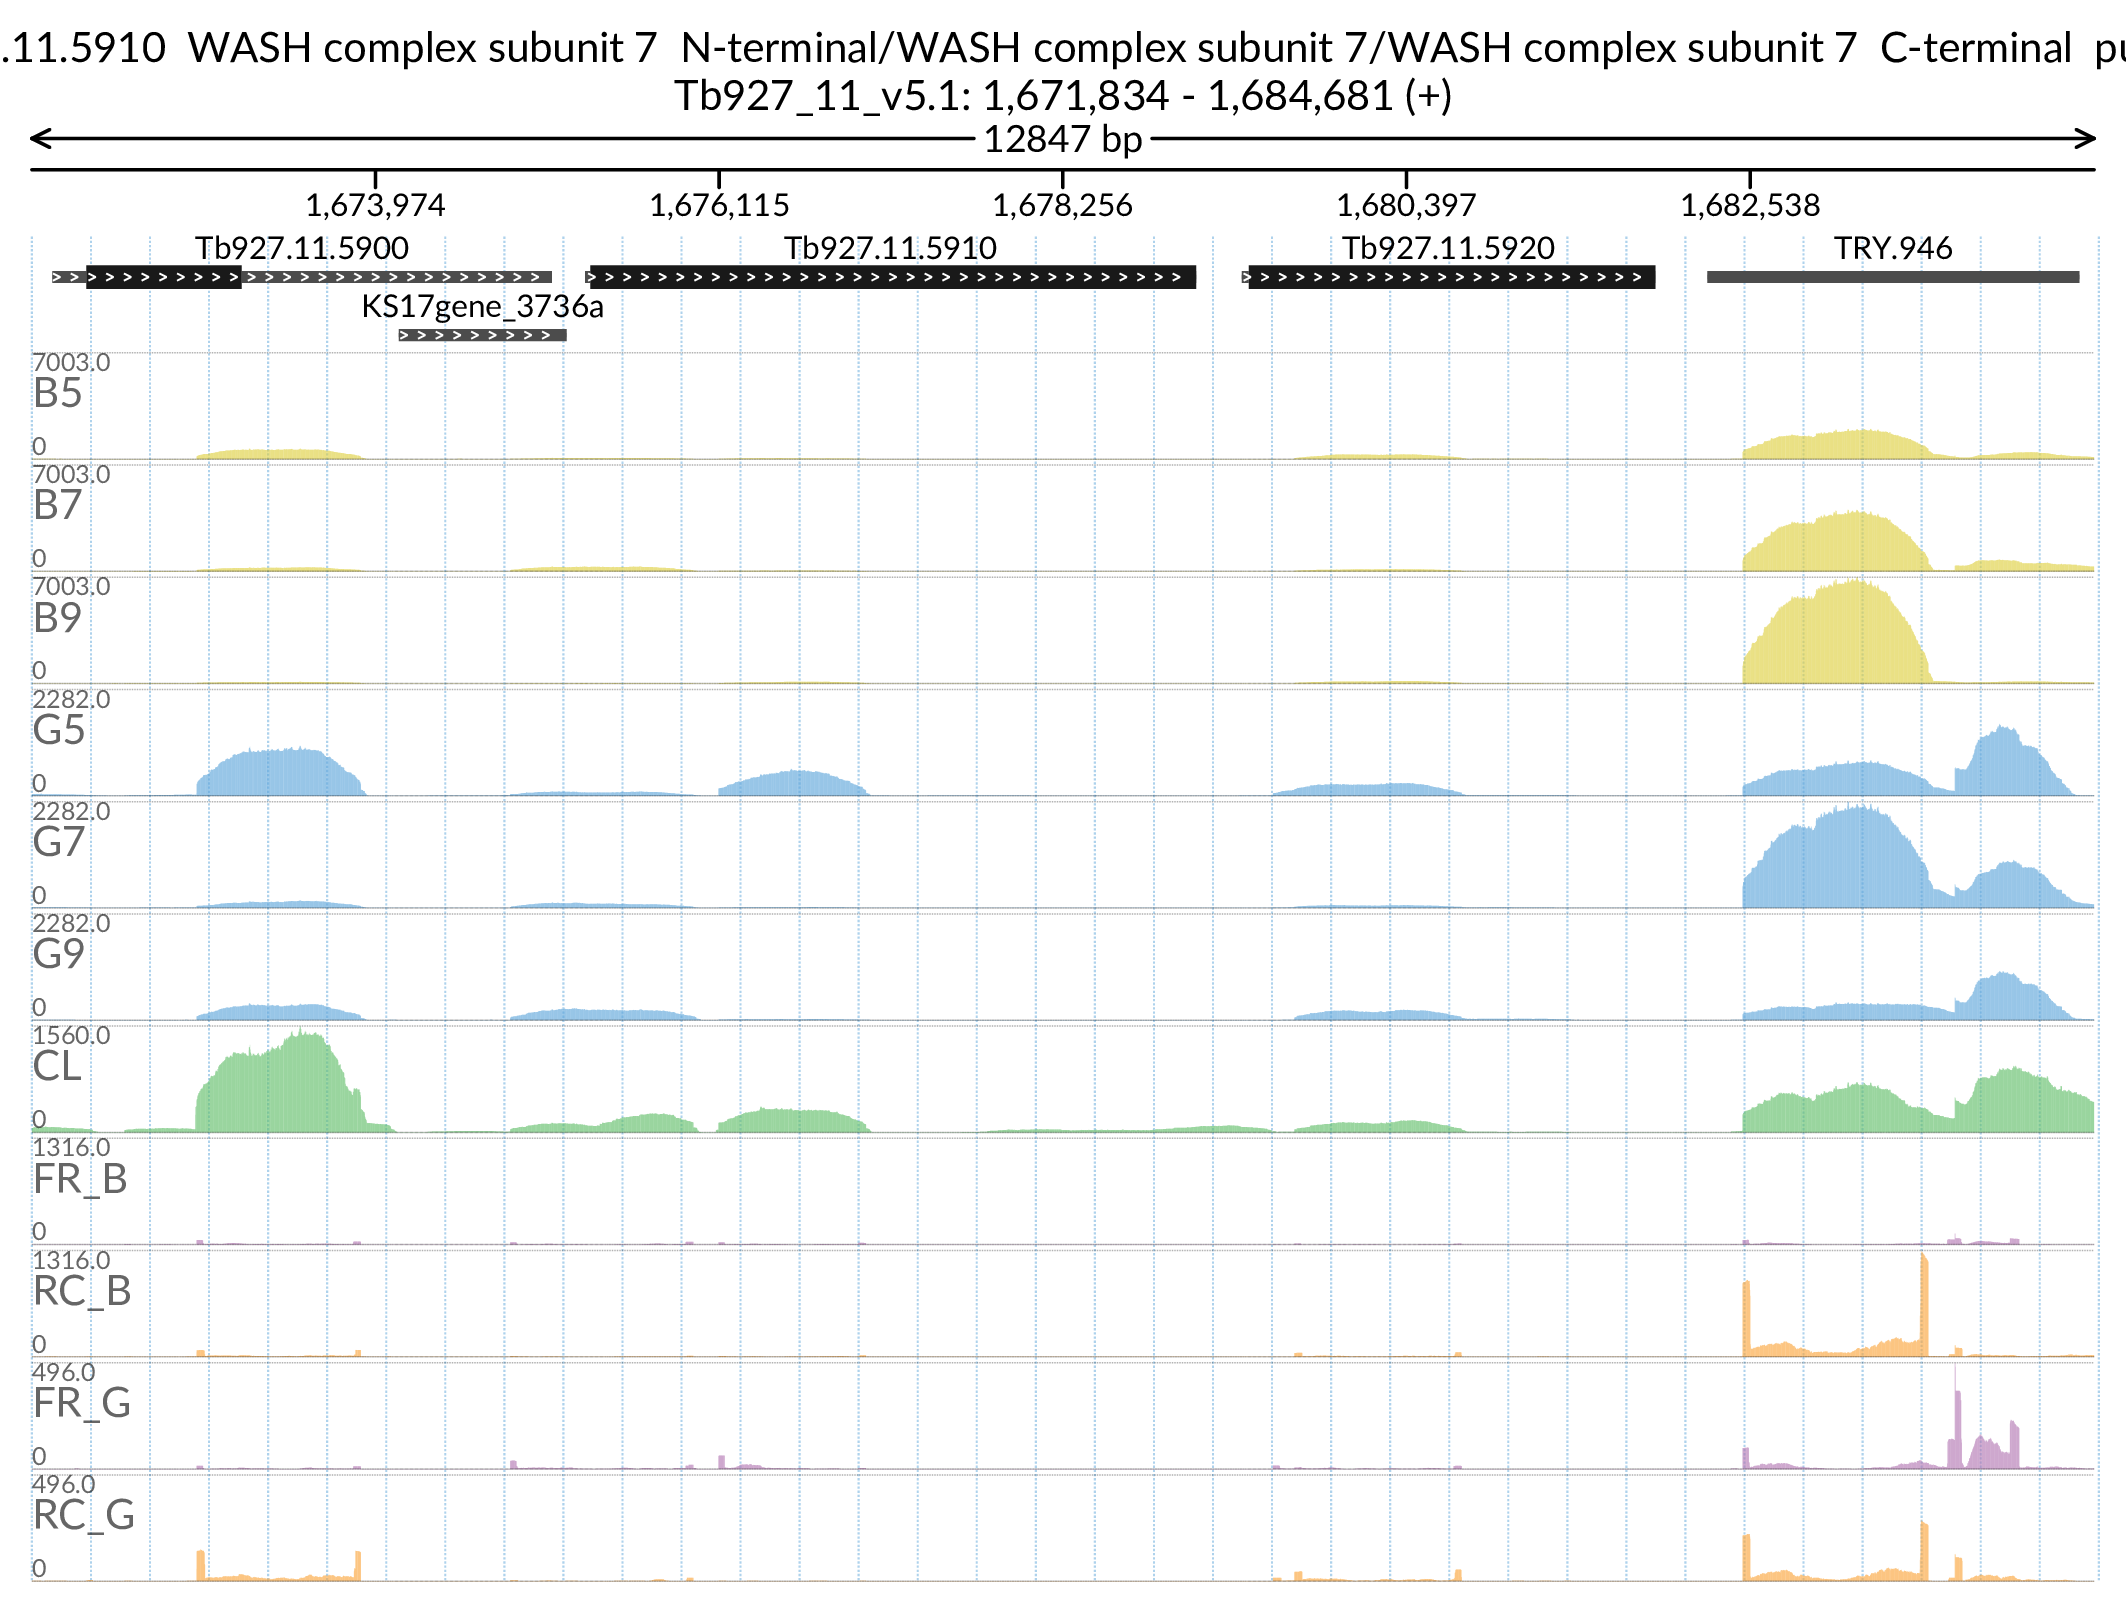 .11.5910 WASH complex subunit 7 N-terminal/WASH complex subunit 7/WASH complex subunit 7 C-terminal pu
Tb927_11_v5.1: 1,671,834 - 1,684,681 (+)
12847 bp
1,673,974 1,676,115 1,678,256 1,680,397 1,682,538
Tb927.11.5900 Tb927.11.5910 Tb927.11.5920 TRY.946
KS17gene_3736a
7003.0
B5
0
7003.0
B7
0
7003.0
B9
0
2282.0
G5
0
2282.0
G7
0
2282.0
G9
0
1560.0
CL
0
1316.0
FR_B
0
1316.0
RC_B
0
496.0
FR_G
0
496.0
RC_G
0